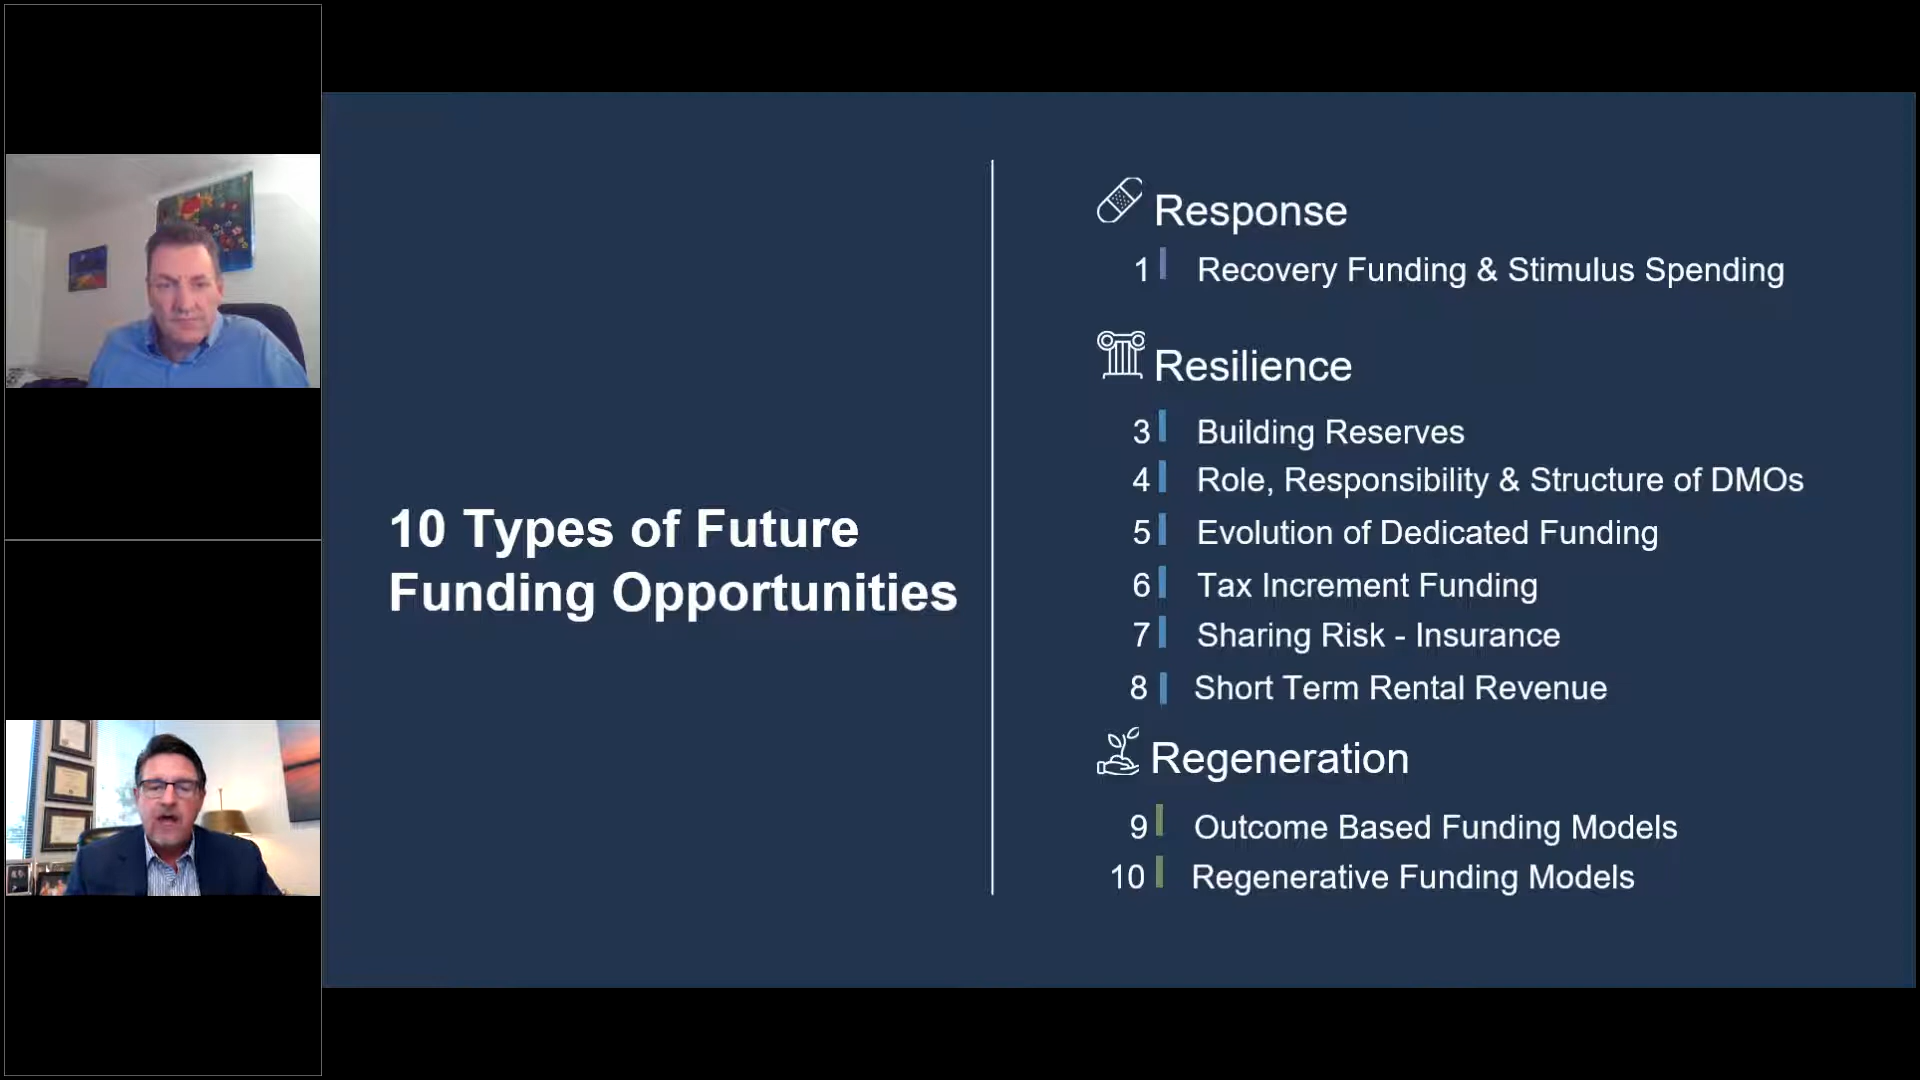 10 Types of Future
Funding Opportunities
Response
1 Recovery Funding & Stimulus Spending
Resilience
3 Building Reserves
4 Role, Responsibility & Structure of DMOs
5 Evolution of Dedicated Funding
6 Tax Increment Funding
7 Sharing Risk - Insurance
8 Short Term Rental Revenue
Regeneration
9 Outcome Based Funding Models
10 Regenerative Funding Models